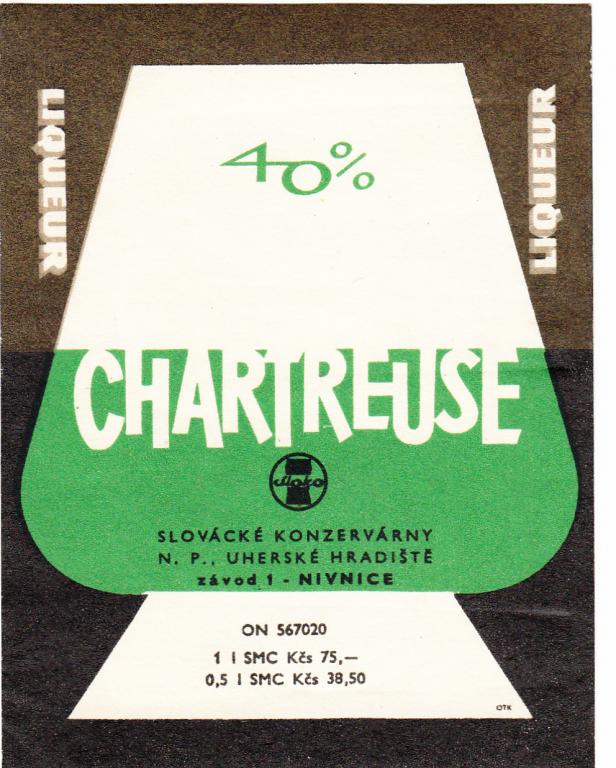 LIQUEUR
LIQUEUR
40%
CHARTREUSE
sloko
SLOVÁCKÉ KONZERVÁRNY
N. P., UHERSKÉ HRADIŠTĚ
závod 1 - NIVNICE
ON 567020
1 l SMC Kčs 75,—
0,5 l SMC Kčs 38,50
OTK